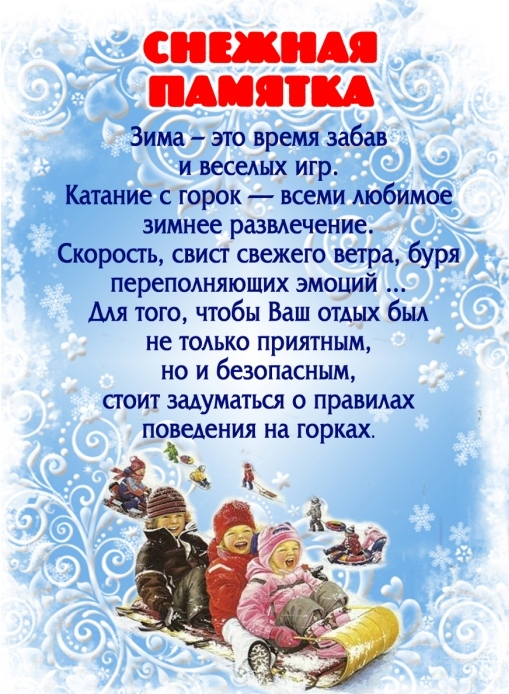 СНЕЖНАЯ
ПАМЯТКА
Зима – это время забав
и веселых игр.
Катание с горок — всеми любимое
зимнее развлечение.
Скорость, свист свежего ветра, буря
переполняющих эмоций ...
Для того, чтобы Ваш отдых был
не только приятным,
но и безопасным,
стоит задуматься о правилах
поведения на горках.